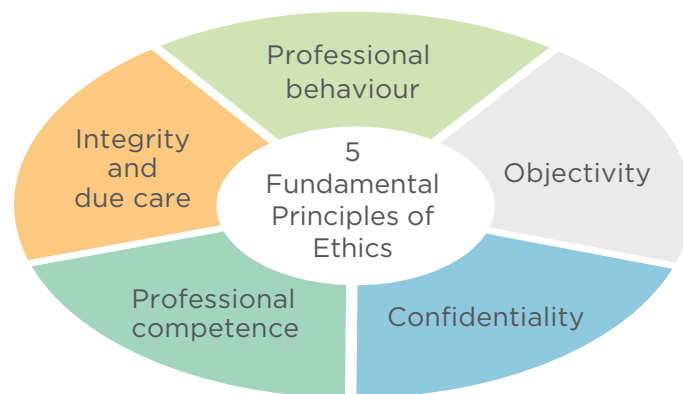 Professional
behaviour
Integrity
and
due care
5
Fundamental
Principles of
Ethics
Objectivity
Professional
competence
Confidentiality